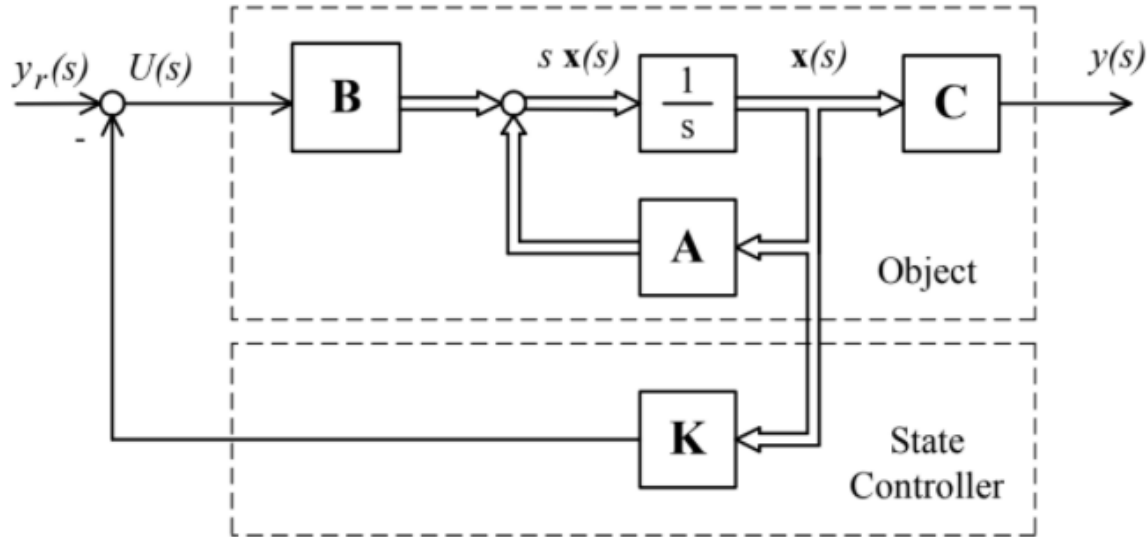 y_r(s) U(s) B s x(s) 1/s x(s) C y(s)
-
A
Object
K
State
Controller